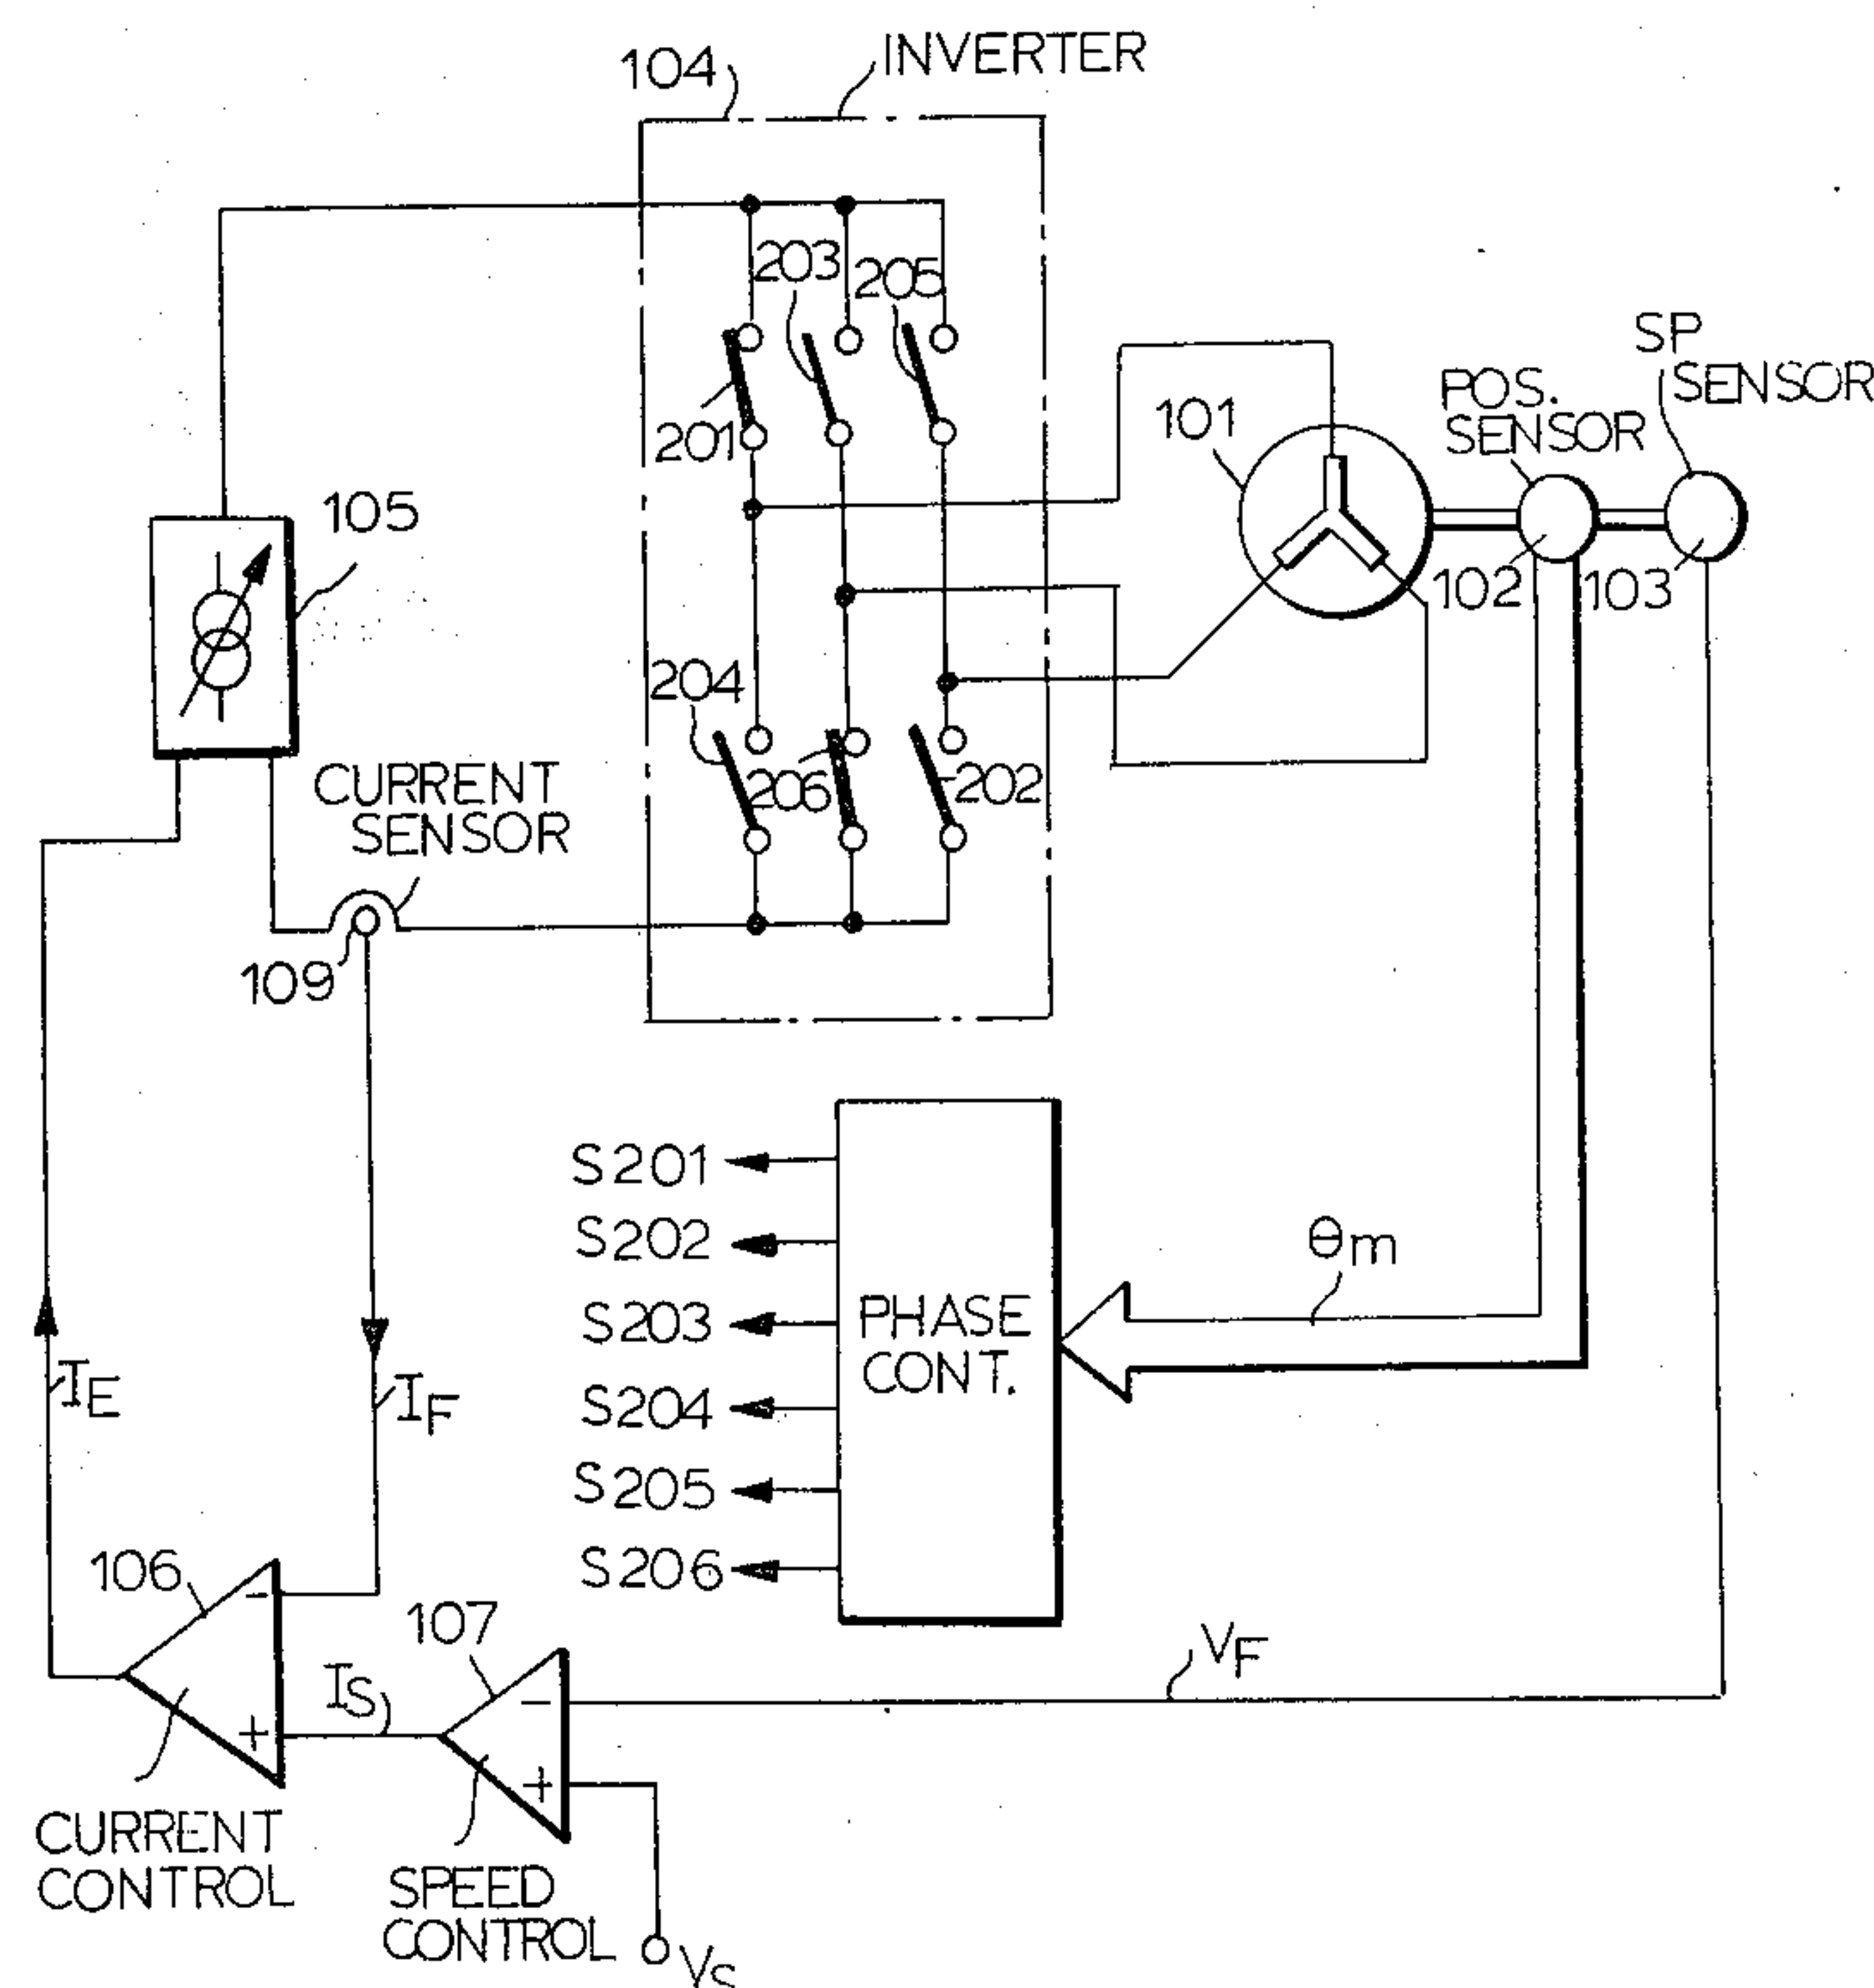 104
INVERTER
203
205
201
SP
SENSOR
POS.
SENSOR
101
105
102
103
204
206
202
CURRENT
SENSOR
109
S201
S202
S203
S204
S205
S206
PHASE
CONT.
θm
IE
IF
106
107
IS
VF
-
+
-
+
CURRENT
CONTROL
SPEED
CONTROL
VS